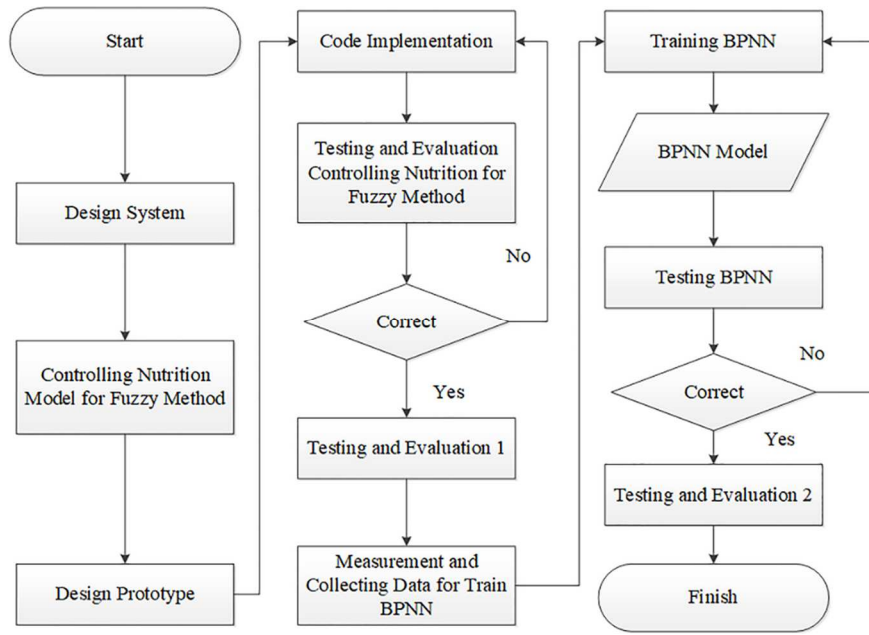 Start
Design System
Controlling Nutrition
Model for Fuzzy Method
Design Prototype
Code Implementation
Testing and Evaluation
Controlling Nutrition for
Fuzzy Method
No
Correct
Yes
Testing and Evaluation 1
Measurement and
Collecting Data for Train
BPNN
Training BPNN
BPNN Model
Testing BPNN
No
Correct
Yes
Testing and Evaluation 2
Finish